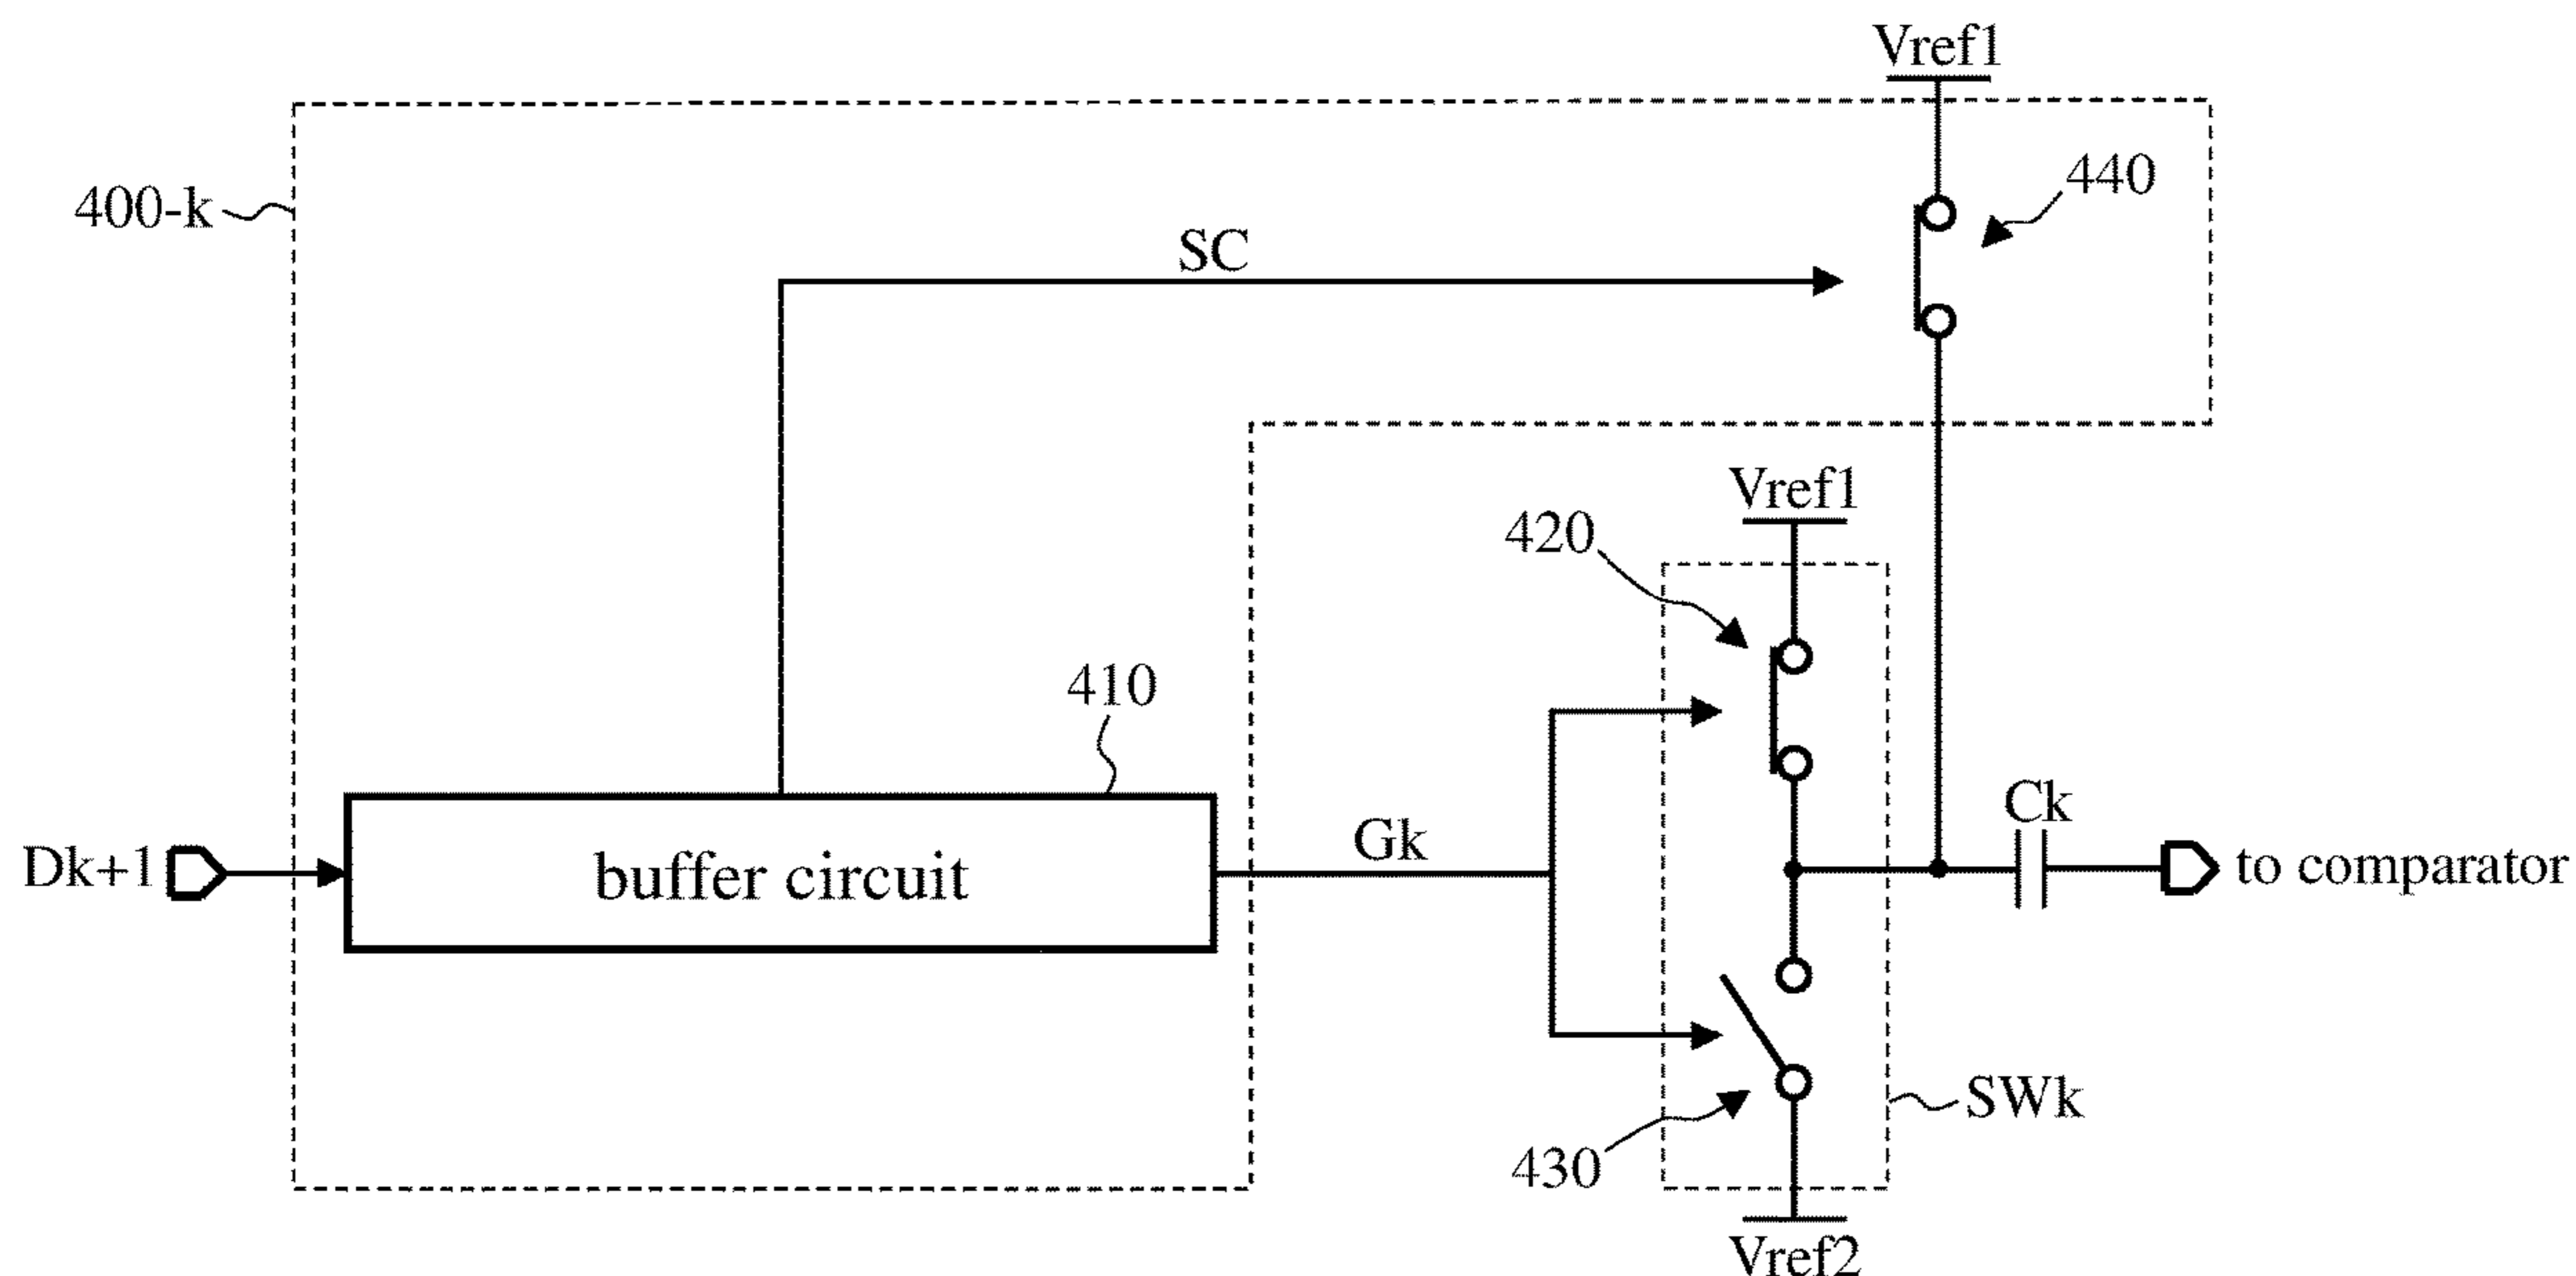 Vref1
400-k
440
SC
Vref1
420
410
Ck
Dk+1
buffer circuit
Gk
to comparator
SWk
430
Vref2